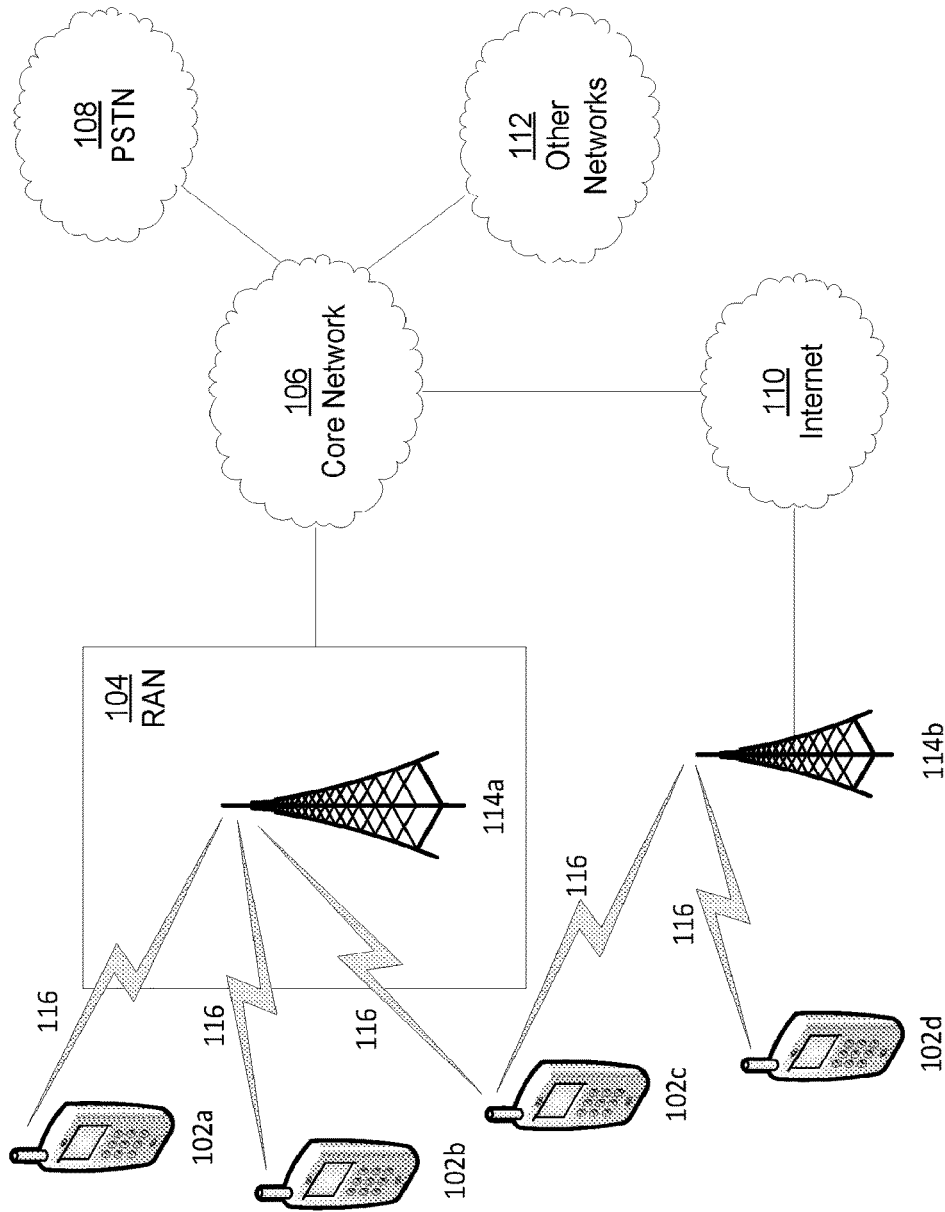 116
108
PSTN
104
RAN
102a
116
106
Core Network
116
102b
114a
112
Other
Networks
116
102c
116
110
Internet
102d
114b